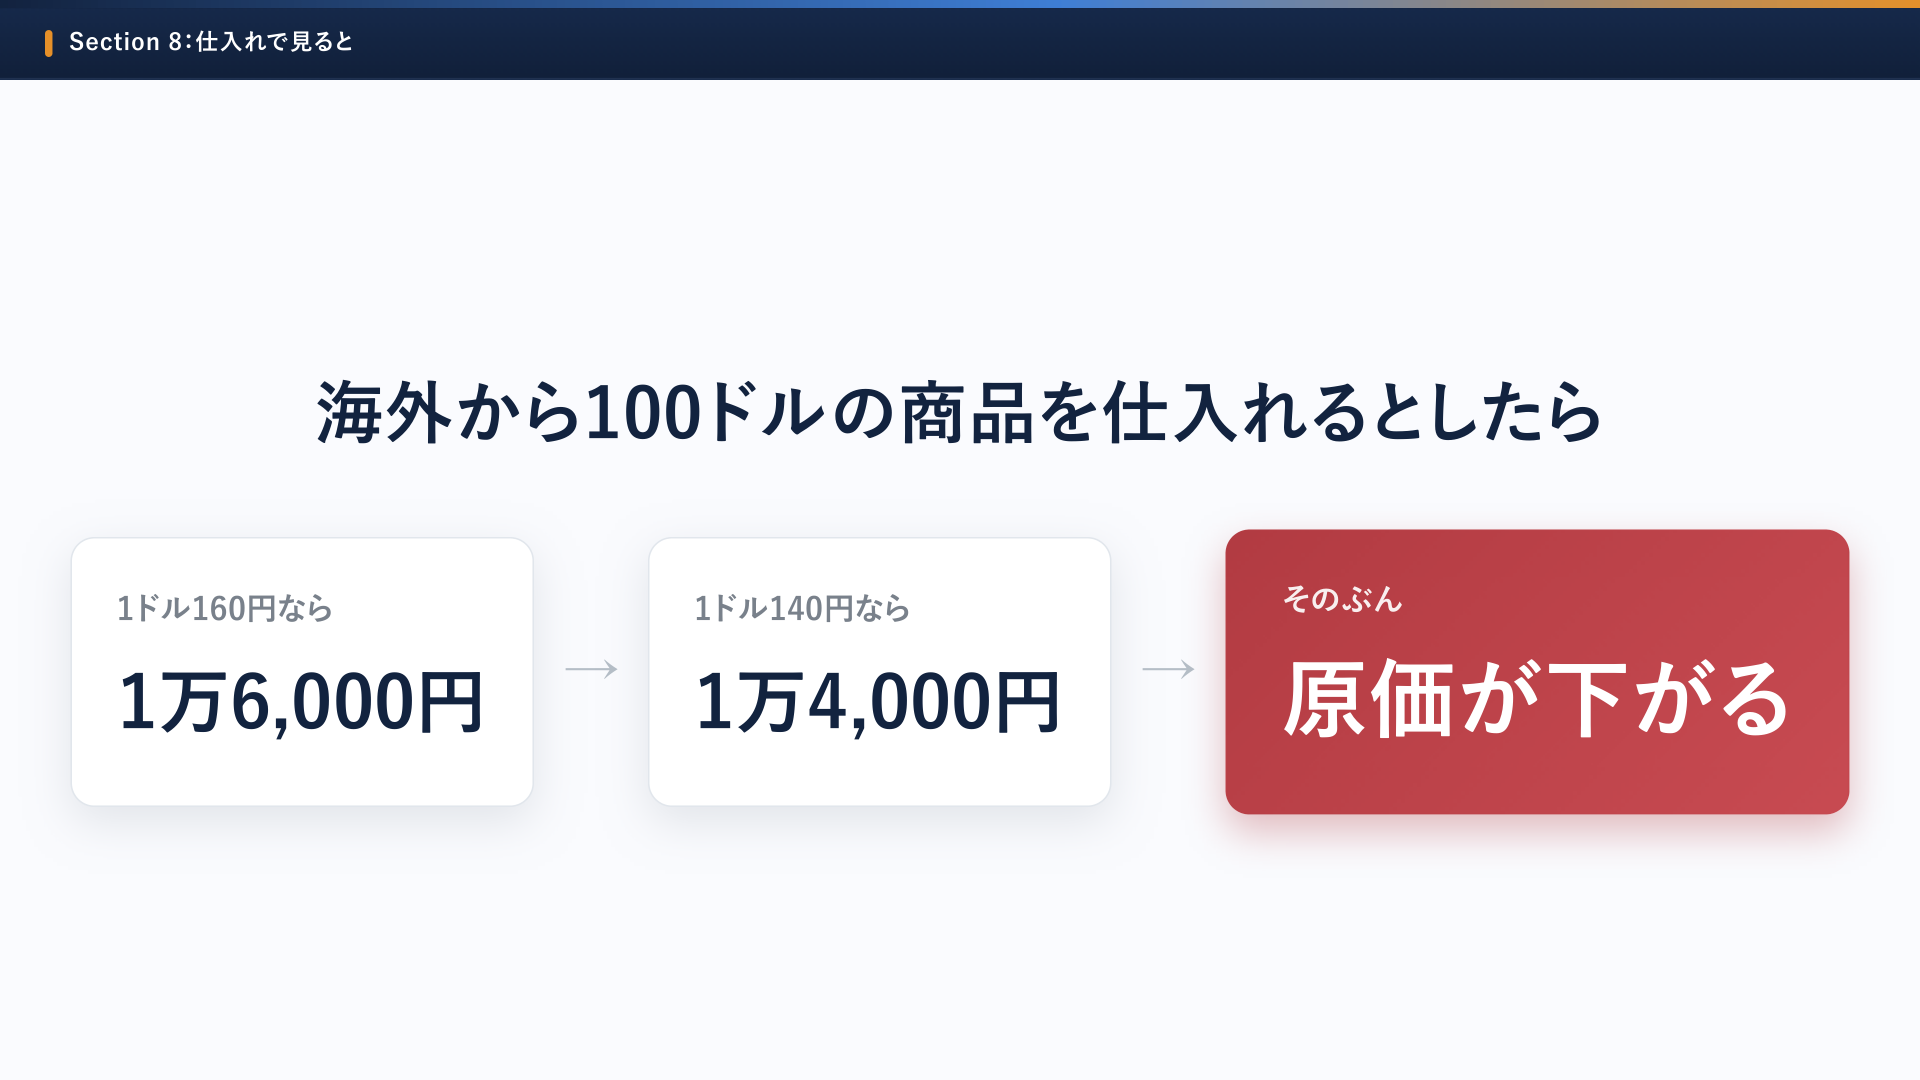 Section 8：仕入れで見ると
海外から100ドルの商品を仕入れるとしたら
1ドル160円なら
1万6,000円
→
1ドル140円なら
1万4,000円
→
そのぶん
原価が下がる